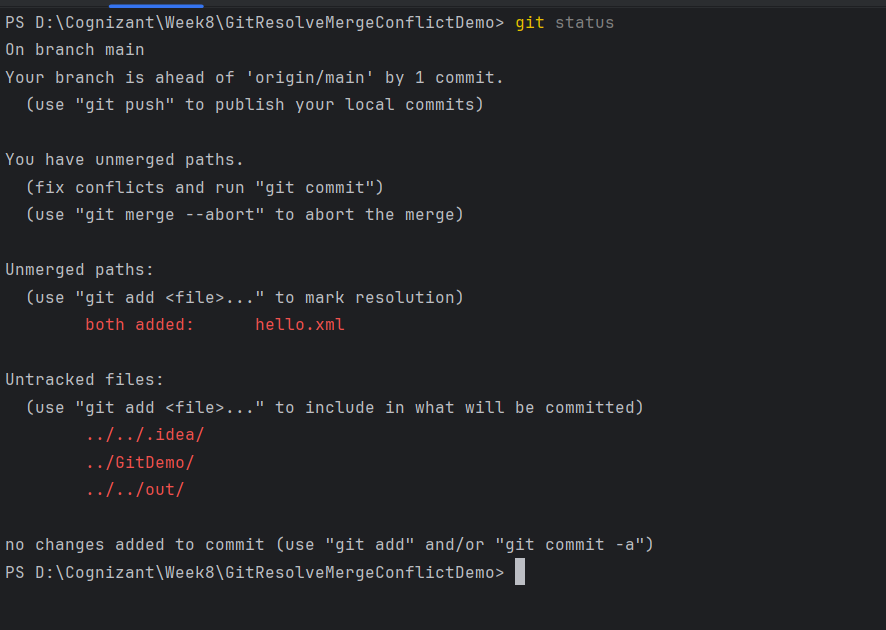 PS D:\Cognizant\Week8\GitResolveMergeConflictDemo> git status
On branch main
Your branch is ahead of 'origin/main' by 1 commit.
  (use "git push" to publish your local commits)
You have unmerged paths.
  (fix conflicts and run "git commit")
  (use "git merge --abort" to abort the merge)
Unmerged paths:
  (use "git add <file>..." to mark resolution)
        both added:      hello.xml
Untracked files:
  (use "git add <file>..." to include in what will be committed)
        ../../.idea/
        ../GitDemo/
        ../../out/
no changes added to commit (use "git add" and/or "git commit -a")
PS D:\Cognizant\Week8\GitResolveMergeConflictDemo>